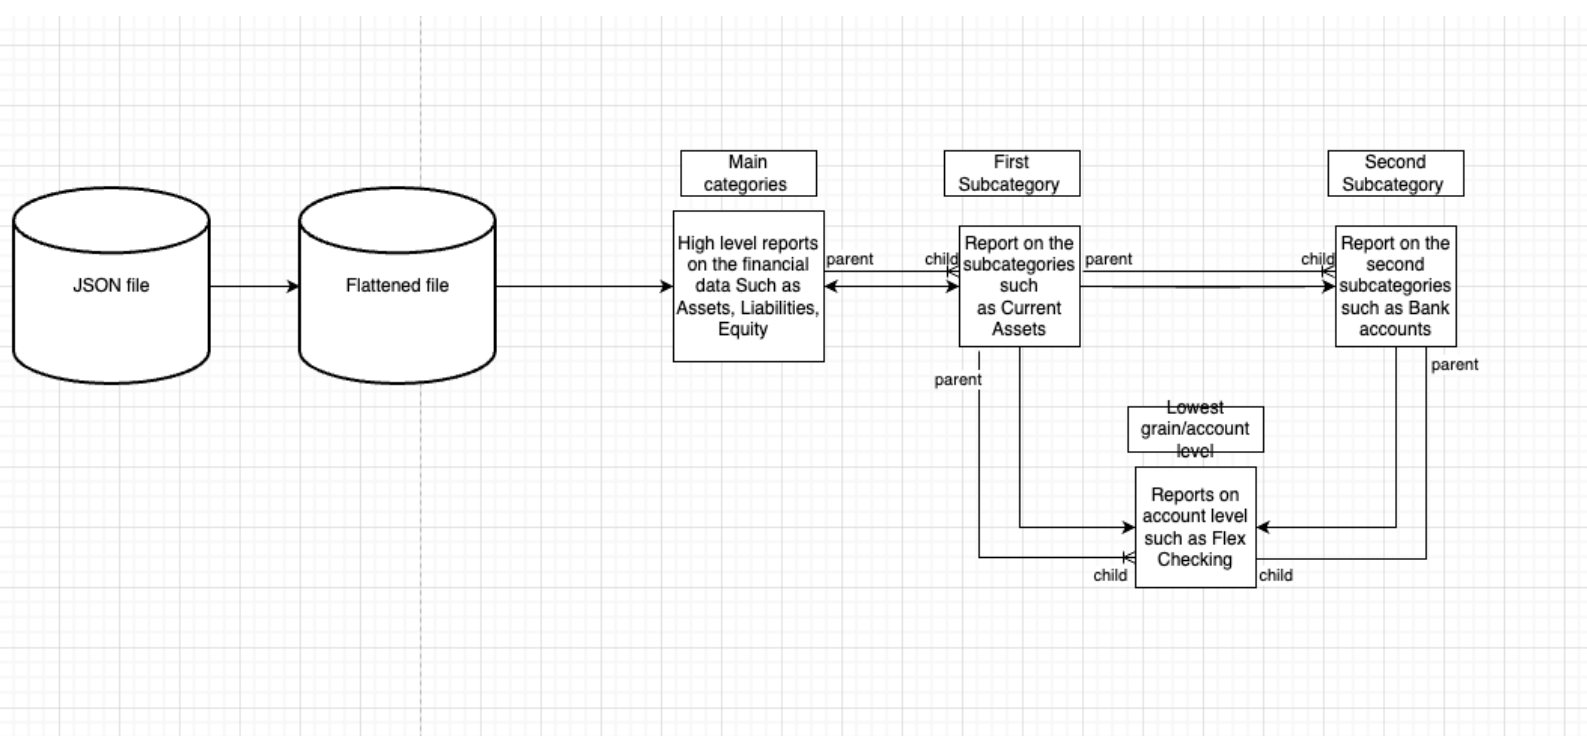 Main
categories
First
Subcategory
Second
Subcategory
JSON file
Flattened file
High level reports
on the financial
data Such as
Assets, Liabilities,
Equity
parent
child
Report on the
subcategories
such
as Current
Assets
parent
child
Report on the
second
subcategories
such as Bank
accounts
parent
parent
Lowest
grain/account
level
Reports on
account level
such as Flex
Checking
child
child